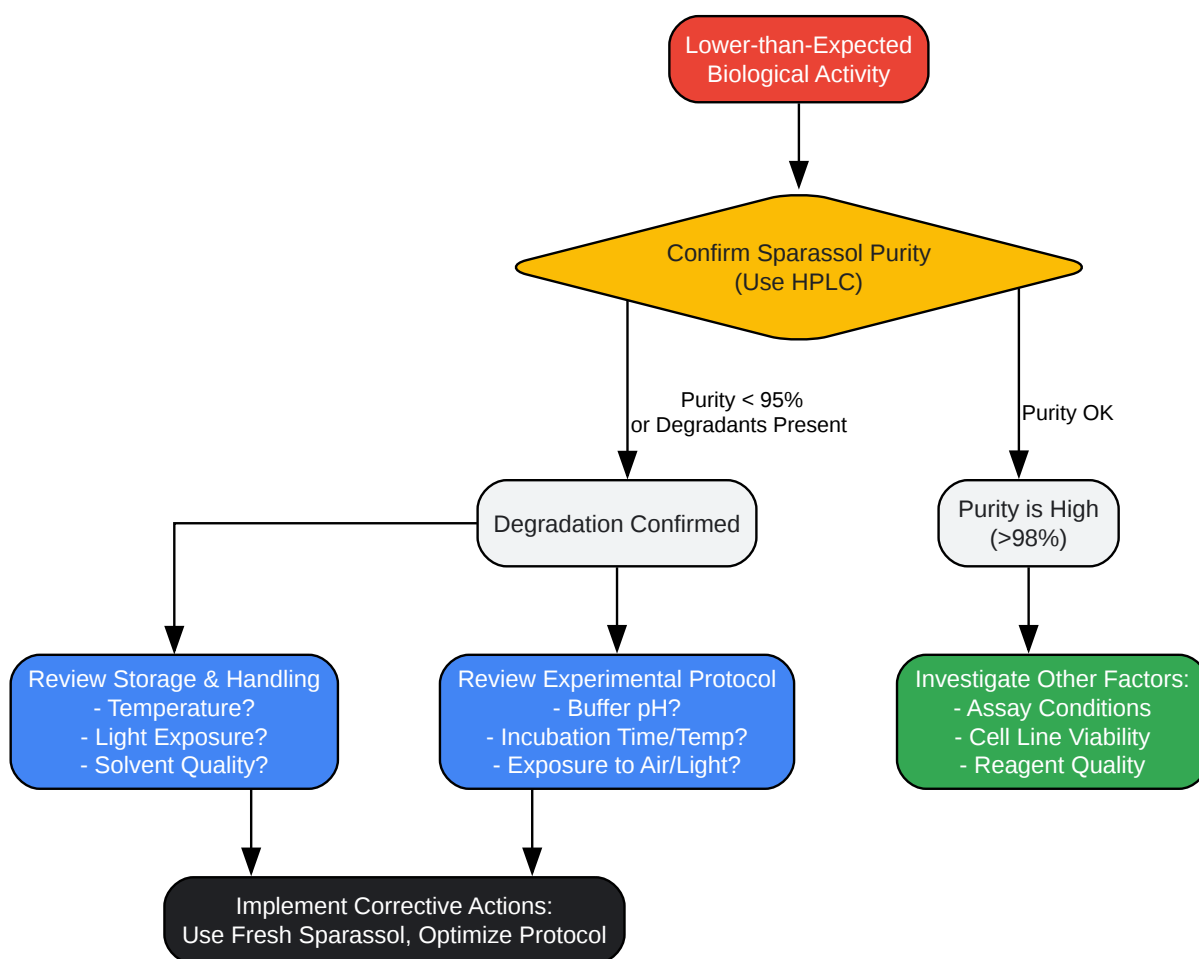 Lower-than-Expected
Biological Activity
Confirm Sparassol Purity
(Use HPLC)
Purity < 95%
or Degradants Present
Purity OK
Degradation Confirmed
Purity is High
(>98%)
Review Storage & Handling
- Temperature?
- Light Exposure?
- Solvent Quality?
Review Experimental Protocol
- Buffer pH?
- Incubation Time/Temp?
- Exposure to Air/Light?
Investigate Other Factors:
- Assay Conditions
- Cell Line Viability
- Reagent Quality
Implement Corrective Actions:
Use Fresh Sparassol, Optimize Protocol